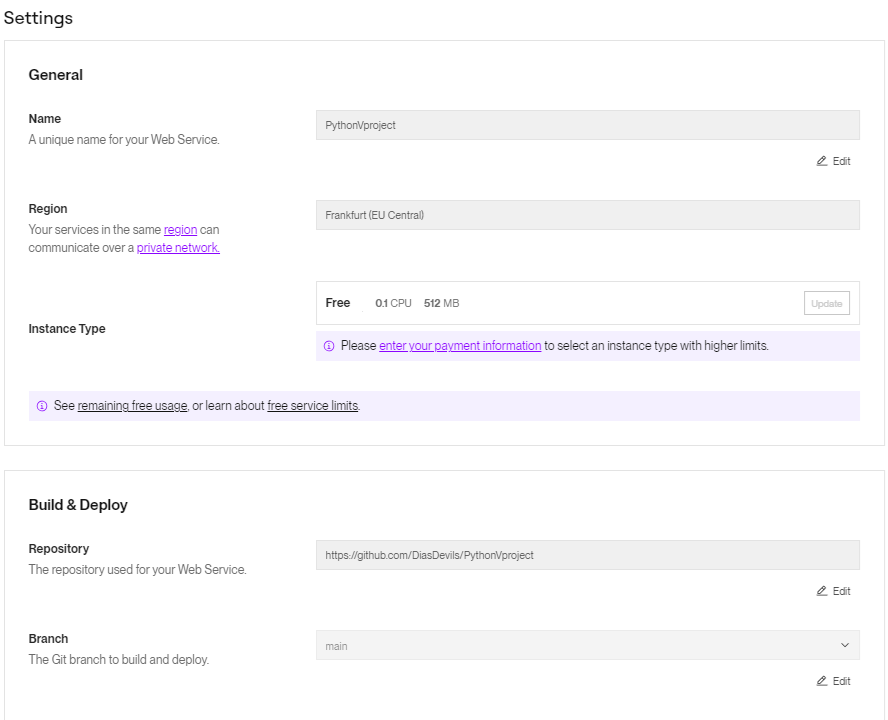 Settings
General
Name
A unique name for your Web Service.
PythonVproject
Edit
Region
Your services in the same region can
communicate over a private network.
Frankfurt (EU Central)
Instance Type
Free 0.1 CPU 512 MB
Update
Please enter your payment information to select an instance type with higher limits.
See remaining free usage, or learn about free service limits.
Build & Deploy
Repository
The repository used for your Web Service.
https://github.com/DiasDevils/PythonVproject
Edit
Branch
The Git branch to build and deploy.
main
Edit